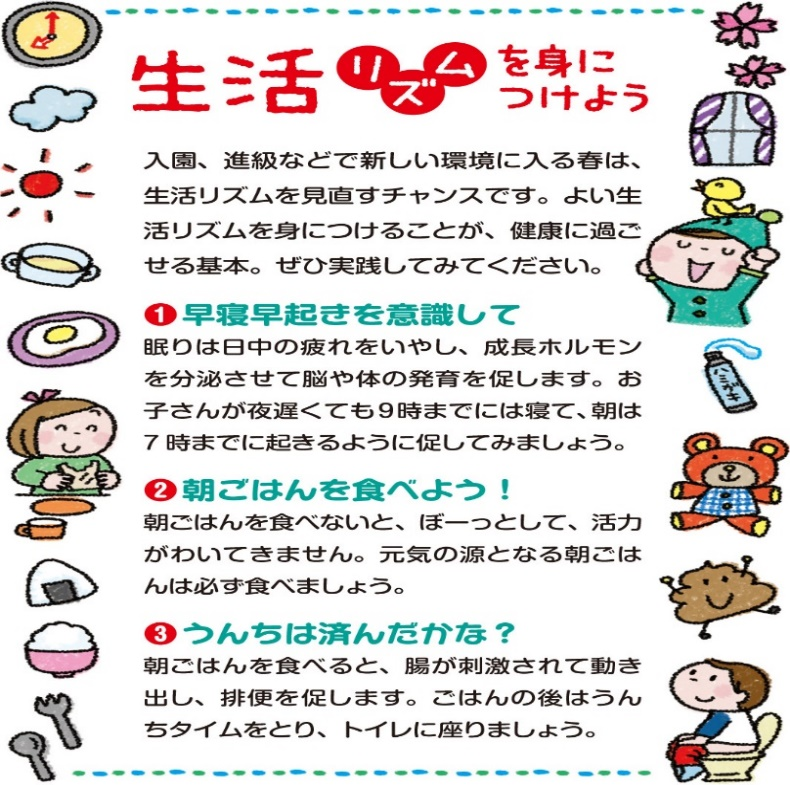 生活リズムを身に
つけよう
入園、進級などで新しい環境に入る春は、
生活リズムを見直すチャンスです。よい生
活リズムを身につけることが、健康に過ご
せる基本。ぜひ実践してみてください。
❶早寝早起きを意識して
眠りは日中の疲れをいやし、成長ホルモン
を分泌させて脳や体の発育を促します。お
子さんが夜遅くても9時までには寝て、朝は
7時までに起きるように促してみましょう。
❷朝ごはんを食べよう！
朝ごはんを食べないと、ぼーっとして、活力
がわいてきません。元気の源となる朝ごは
んは必ず食べましょう。
❸うんちは済んだかな？
朝ごはんを食べると、腸が刺激されて動き
出し、排便を促します。ごはんの後はうん
ちタイムをとり、トイレに座りましょう。
ハミガキ